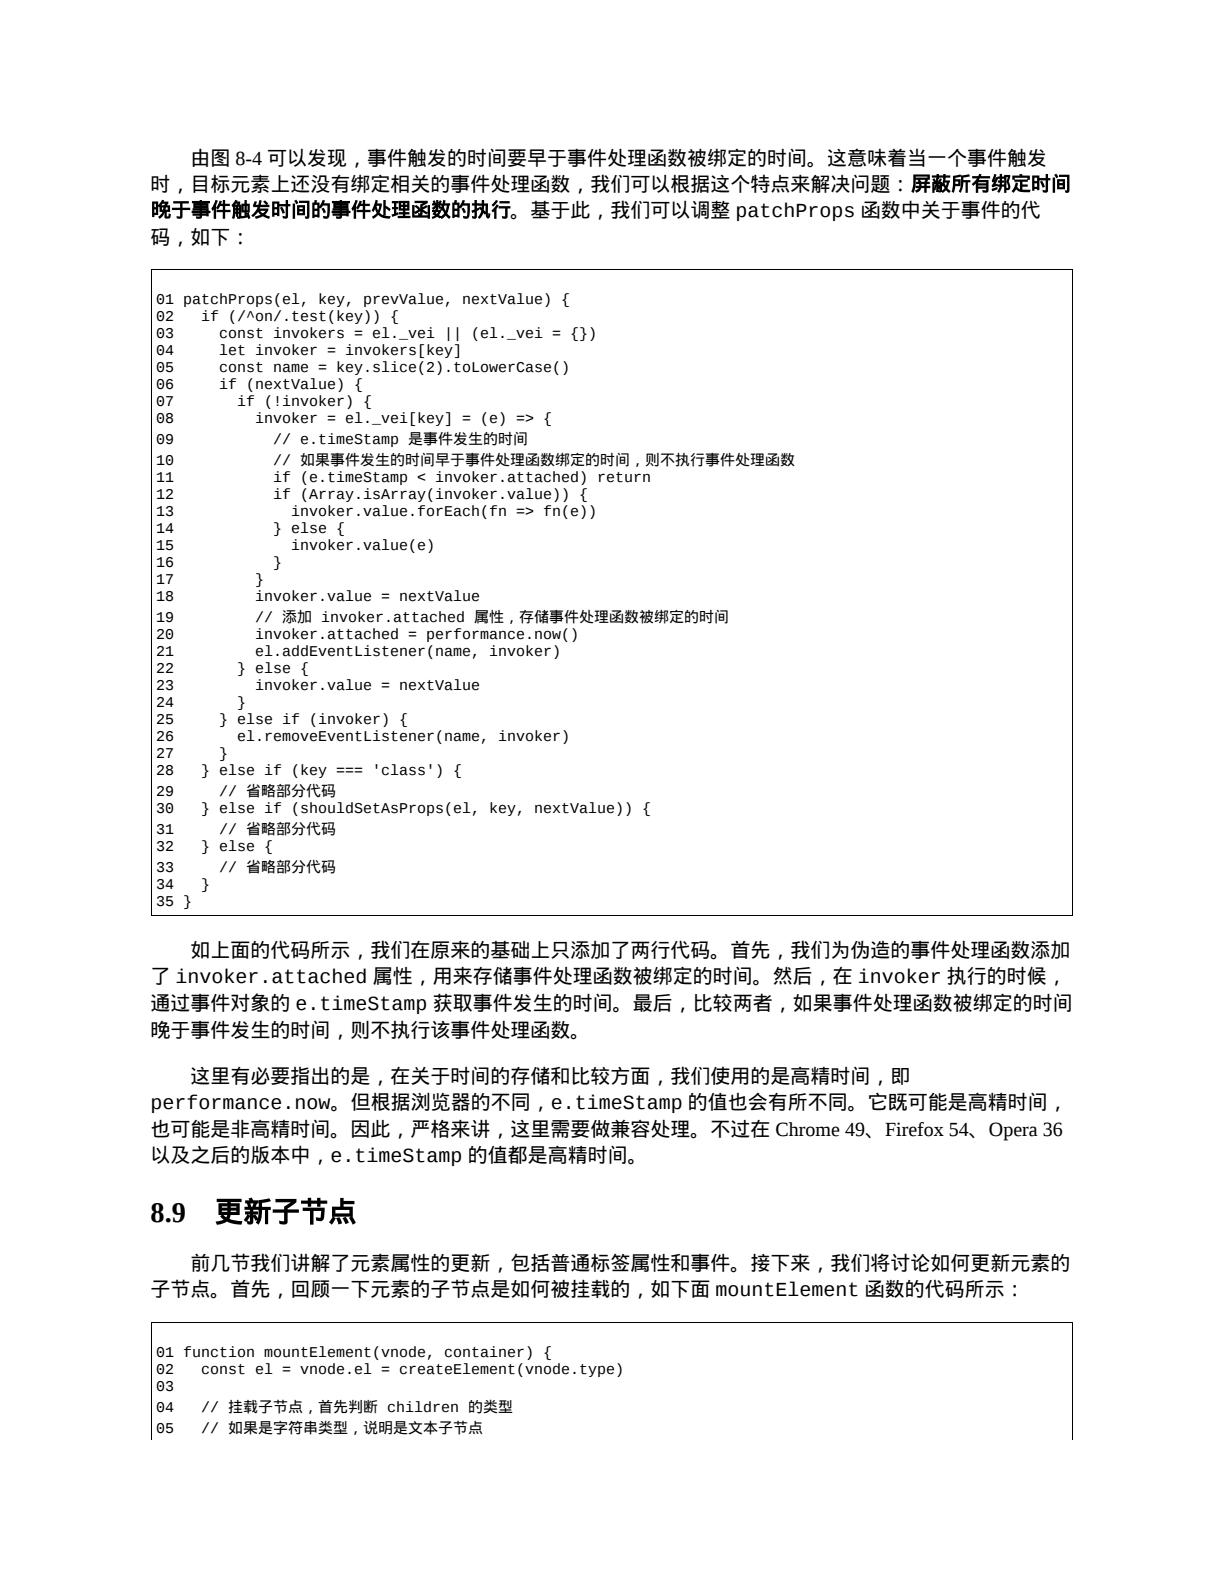 由图 8-4 可以发现，事件触发的时间要早于事件处理函数被绑定的时间。这意味着当一个事件触发
时，目标元素上还没有绑定相关的事件处理函数，我们可以根据这个特点来解决问题：屏蔽所有绑定时间
晚于事件触发时间的事件处理函数的执行。基于此，我们可以调整 patchProps 函数中关于事件的代
码，如下：
01 patchProps(el, key, prevValue, nextValue) {
02   if (/^on/.test(key)) {
03     const invokers = el._vei || (el._vei = {})
04     let invoker = invokers[key]
05     const name = key.slice(2).toLowerCase()
06     if (nextValue) {
07       if (!invoker) {
08         invoker = el._vei[key] = (e) => {
09           // e.timeStamp 是事件发生的时间
10           // 如果事件发生的时间早于事件处理函数绑定的时间，则不执行事件处理函数
11           if (e.timeStamp < invoker.attached) return
12           if (Array.isArray(invoker.value)) {
13             invoker.value.forEach(fn => fn(e))
14           } else {
15             invoker.value(e)
16           }
17         }
18         invoker.value = nextValue
19         // 添加 invoker.attached 属性，存储事件处理函数被绑定的时间
20         invoker.attached = performance.now()
21         el.addEventListener(name, invoker)
22       } else {
23         invoker.value = nextValue
24       }
25     } else if (invoker) {
26       el.removeEventListener(name, invoker)
27     }
28   } else if (key === 'class') {
29     // 省略部分代码
30   } else if (shouldSetAsProps(el, key, nextValue)) {
31     // 省略部分代码
32   } else {
33     // 省略部分代码
34   }
35 }
如上面的代码所示，我们在原来的基础上只添加了两行代码。首先，我们为伪造的事件处理函数添加
了 invoker.attached 属性，用来存储事件处理函数被绑定的时间。然后，在 invoker 执行的时候，
通过事件对象的 e.timeStamp 获取事件发生的时间。最后，比较两者，如果事件处理函数被绑定的时间
晚于事件发生的时间，则不执行该事件处理函数。
这里有必要指出的是，在关于时间的存储和比较方面，我们使用的是高精时间，即
performance.now。但根据浏览器的不同，e.timeStamp 的值也会有所不同。它既可能是高精时间，
也可能是非高精时间。因此，严格来讲，这里需要做兼容处理。不过在 Chrome 49、Firefox 54、Opera 36
以及之后的版本中，e.timeStamp 的值都是高精时间。
8.9　更新子节点
前几节我们讲解了元素属性的更新，包括普通标签属性和事件。接下来，我们将讨论如何更新元素的
子节点。首先，回顾一下元素的子节点是如何被挂载的，如下面 mountElement 函数的代码所示：
01 function mountElement(vnode, container) {
02   const el = vnode.el = createElement(vnode.type)
03
04   // 挂载子节点，首先判断 children 的类型
05   // 如果是字符串类型，说明是文本子节点